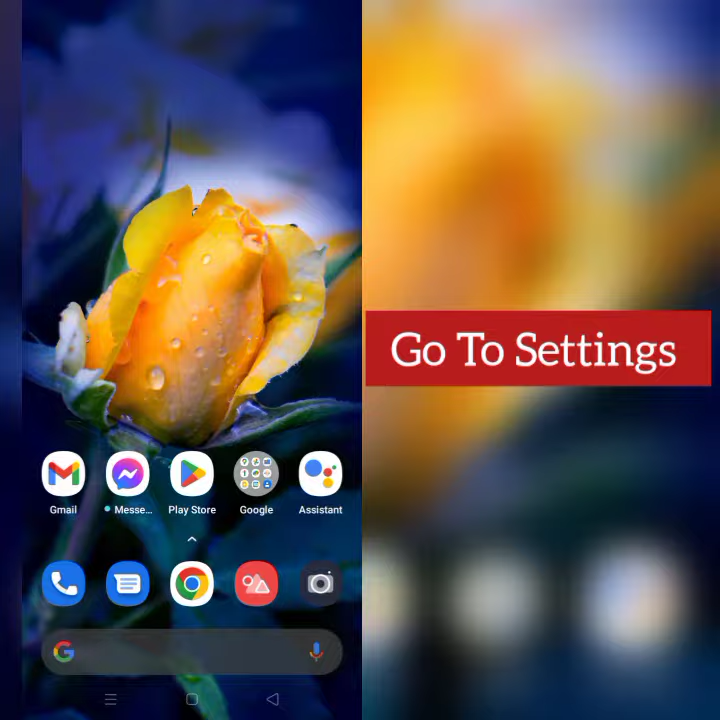 Gmail
Messe...
Play Store
Google
Assistant
Go To Settings